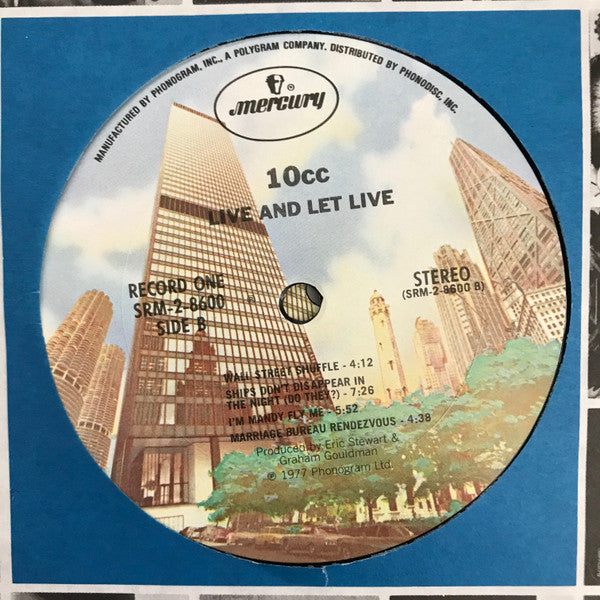 MANUFACTURED BY PHONOGRAM, INC., A POLYGRAM COMPANY. DISTRIBUTED BY PHONODISC, INC.
mercury ®
10cc
LIVE AND LET LIVE
RECORD ONE
SRM-2-8600
SIDE B
℗
STEREO
(SRM-2-8600 B)
WALL STREET SHUFFLE - 4:12
SHIPS DON'T DISAPPEAR IN
THE NIGHT (DO THEY?) - 7:26
I'M MANDY FLY ME - 5:52
MARRIAGE BUREAU RENDEZVOUS - 4:38
Produced by Eric Stewart &
Graham Gouldman
℗ 1977 Phonogram Ltd.